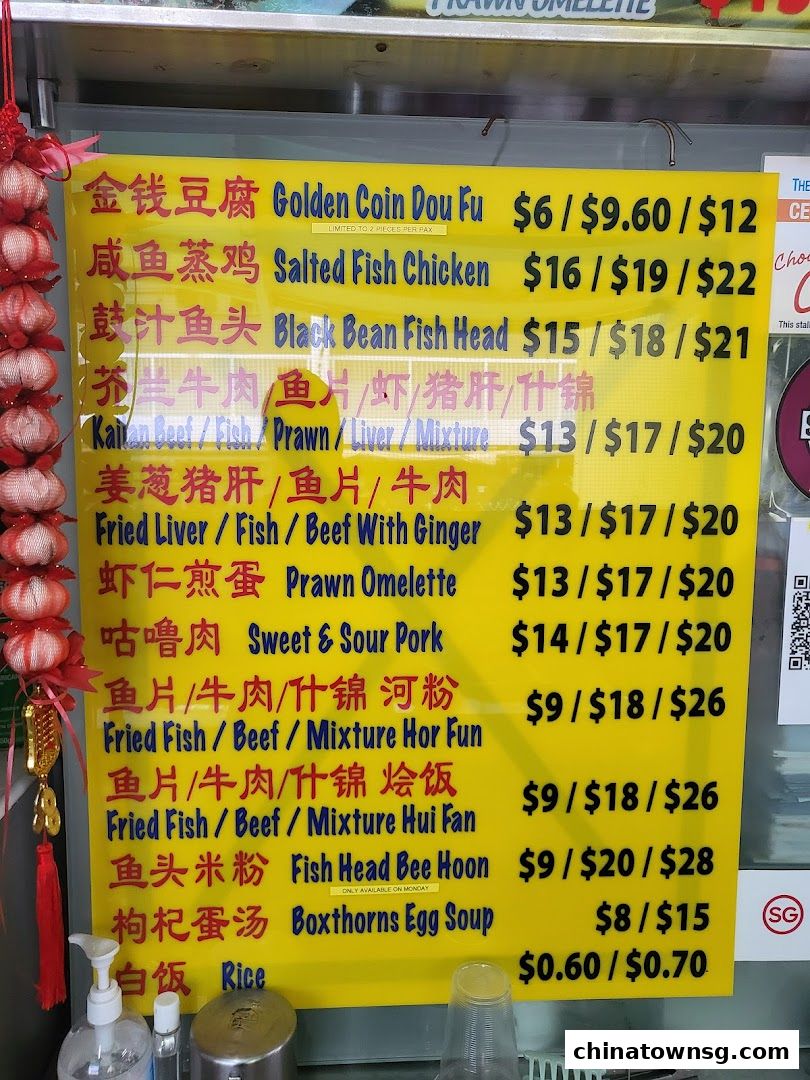 PRAWN OMELETTE
金钱豆腐 Golden Coin Dou Fu $6 / $9.60 / $12
LIMITED TO 2 PIECES PER PAX
咸鱼蒸鸡 Salted Fish Chicken $16 / $19 / $22
鼓汁鱼头 Black Bean Fish Head $15 / $18 / $21
芥兰牛肉/鱼片/虾/猪肝/什锦
Kailan Beef / Fish / Prawn / Liver / Mixture $13 / $17 / $20
姜葱猪肝/鱼片/牛肉
Fried Liver / Fish / Beef With Ginger $13 / $17 / $20
虾仁煎蛋 Prawn Omelette $13 / $17 / $20
咕噜肉 Sweet & Sour Pork $14 / $17 / $20
鱼片/牛肉/什锦 河粉
Fried Fish / Beef / Mixture Hor Fun $9 / $18 / $26
鱼片/牛肉/什锦 烩饭
Fried Fish / Beef / Mixture Hui Fan $9 / $18 / $26
鱼头米粉 Fish Head Bee Hoon $9 / $20 / $28
ONLY AVAILABLE ON MONDAY
枸杞蛋汤 Boxthorns Egg Soup $8 / $15
白饭 Rice $0.60 / $0.70
THE
This stal
SG
chinatownsg.com